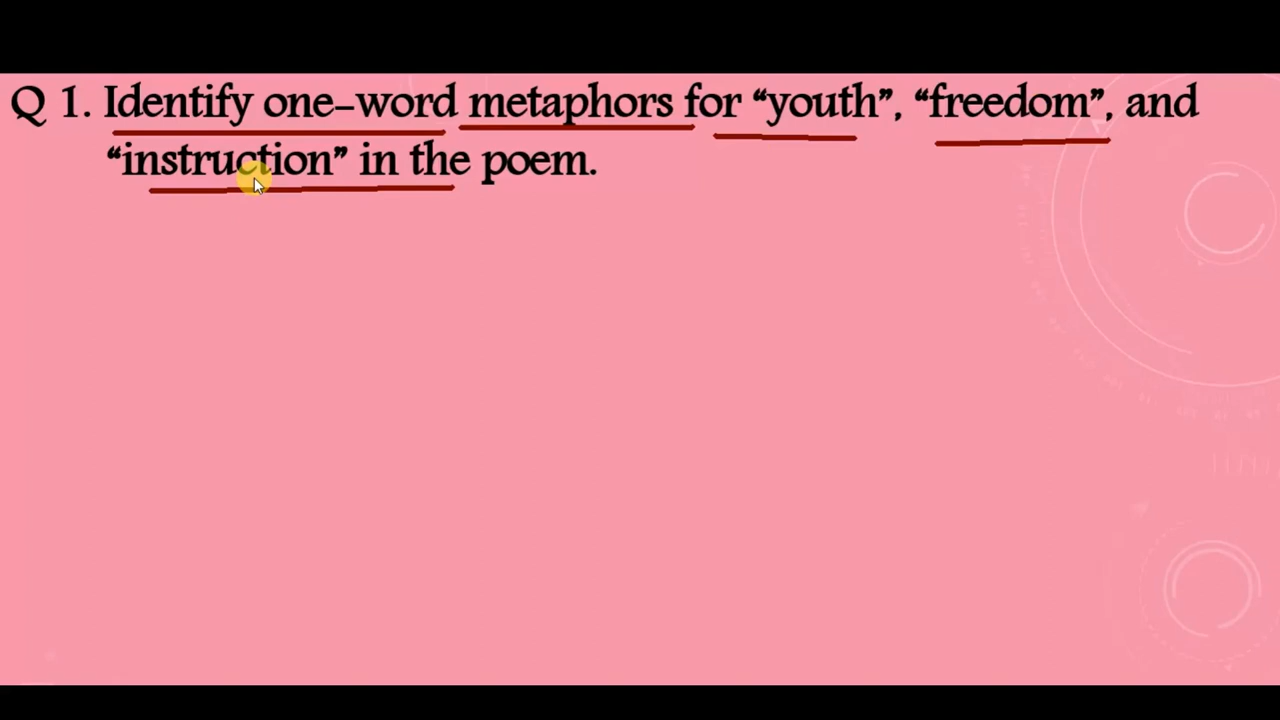 Q 1. Identify one-word metaphors for “youth”, “freedom”, and
“instruction” in the poem.